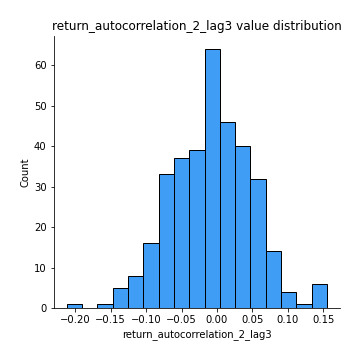 return_autocorrelation_2_lag3 value distribution
60
50
40
30
20
10
0
Count
−0.20 −0.15 −0.10 −0.05 0.00 0.05 0.10 0.15
return_autocorrelation_2_lag3